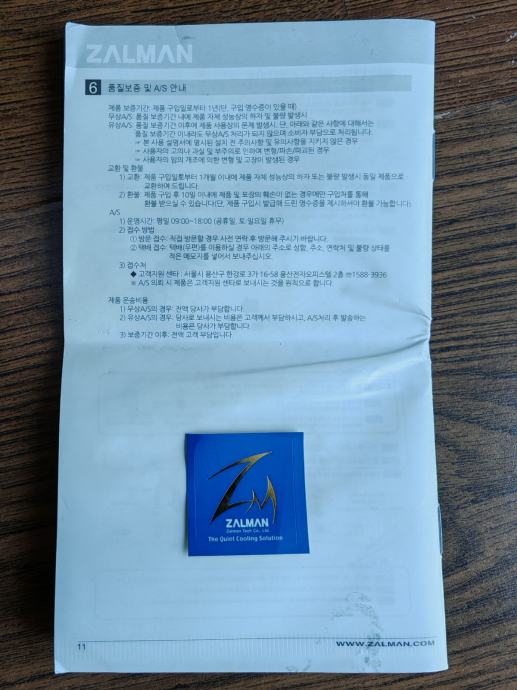 ZALMAN
6 품질보증 및 A/S 안내
제품 보증기간: 제품 구입일로부터 1년(단, 구입 영수증이 있을 때)
무상A/S: 품질 보증기간 내에 제품 자체 성능상의 하자 및 불량 발생시
유상A/S: 품질 보증기간 이후에 제품 사용상의 문제 발생시. 단, 아래와 같은 사항에 대해서는
품질 보증기간 이내라도 무상A/S 처리가 되지 않으며 소비자 부담으로 처리됩니다.
☞ 본 사용 설명서에 명시된 설치 전 주의사항 및 유의사항을 지키지 않은 경우
☞ 사용자의 고의나 과실 및 부주의로 인하여 변형/파손/파괴된 경우
☞ 사용자의 임의 개조에 의한 변형 및 고장이 발생된 경우
교환 및 환불
1) 교환: 제품 구입일로부터 1개월 이내에 제품 자체 성능상의 하자 또는 불량 발생시 동일 제품으로
교환하여 드립니다.
2) 환불: 제품 구입 후 10일 이내에 제품 및 포장의 훼손이 없는 경우에만 구입처를 통해
환불 받으실 수 있습니다(단, 제품 구입시 발급해 드린 영수증을 제시하셔야 환불 가능합니다).
A/S
1) 운영시간: 평일 09:00~18:00 (공휴일, 토·일요일 휴무)
2) 접수 방법
① 방문 접수: 직접 방문할 경우 사전 연락 후 방문해 주시기 바랍니다.
② 택배 접수: 택배(우편)를 이용하실 경우 아래의 주소로 성함, 주소, 연락처 및 불량 상태를
적은 메모지를 넣어서 보내주십시오.
3) 접수처
◆ 고객지원 센터 : 서울시 용산구 한강로 3가 16-58 용산전자오피스텔 2층 ☎1588-3936
※ A/S 의뢰 시 제품은 고객지원 센터로 보내시는 것을 원칙으로 합니다.
제품 운송비용
1) 무상A/S의 경우: 전액 당사가 부담합니다.
2) 유상A/S의 경우: 당사로 보내시는 비용은 고객께서 부담하시고, A/S처리 후 발송하는
비용은 당사가 부담합니다.
3) 보증기간 이후: 전액 고객 부담입니다.
ZM
ZALMAN
Zalman Tech Co., Ltd.
The Quiet Cooling Solution
11
WWW.ZALMAN.COM